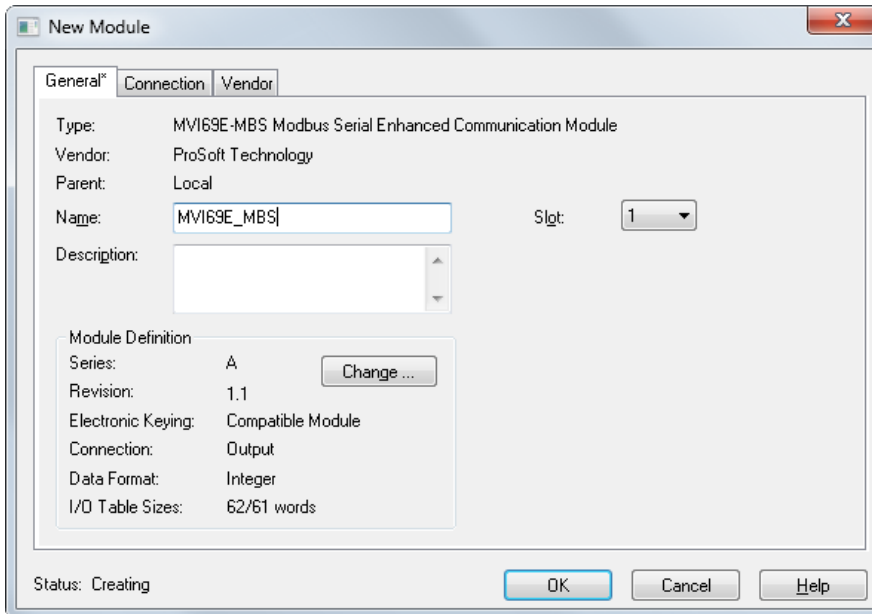 New Module
General* Connection Vendor
Type: MVI69E-MBS Modbus Serial Enhanced Communication Module
Vendor: ProSoft Technology
Parent: Local
Name: MVI69E_MBS Slot: 1
Description:
Module Definition
Series: A Change ...
Revision: 1.1
Electronic Keying: Compatible Module
Connection: Output
Data Format: Integer
I/O Table Sizes: 62/61 words
Status: Creating OK Cancel Help